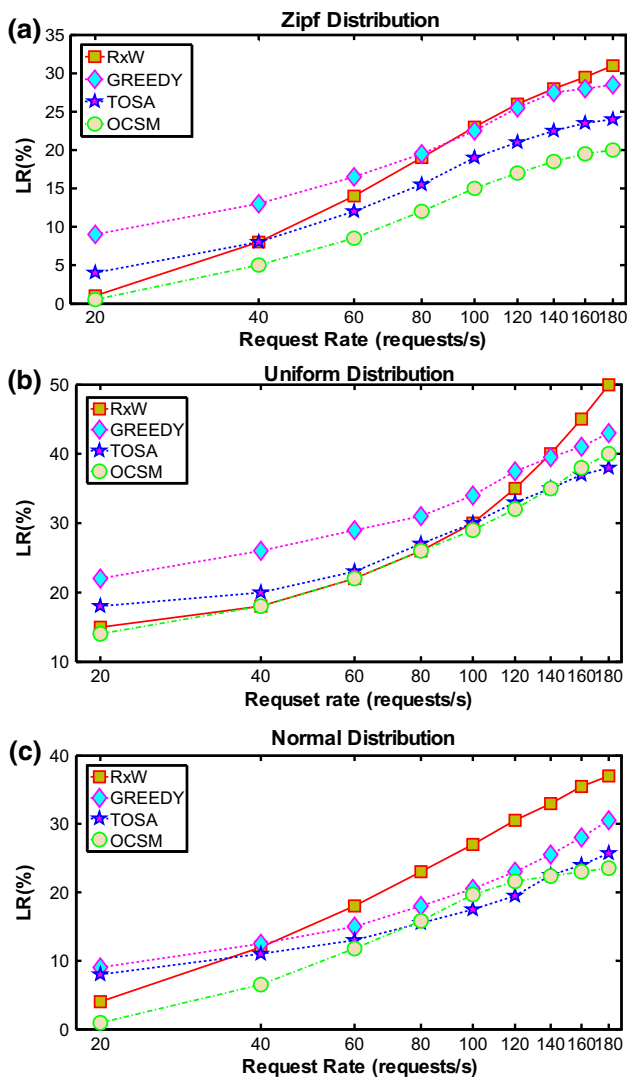 (a)
Zipf Distribution
35
30
25
20
15
10
5
0
LR(%)
RxW
GREEDY
TOSA
OCSM
20 40 60 80 100 120 140 160 180
Request Rate (requests/s)
(b)
Uniform Distribution
50
40
30
20
10
LR(%)
RxW
GREEDY
TOSA
OCSM
20 40 60 80 100 120 140 160 180
Requset rate (requests/s)
(c)
Normal Distribution
40
30
20
10
0
LR(%)
RxW
GREEDY
TOSA
OCSM
20 40 60 80 100 120 140 160 180
Request Rate (requests/s)